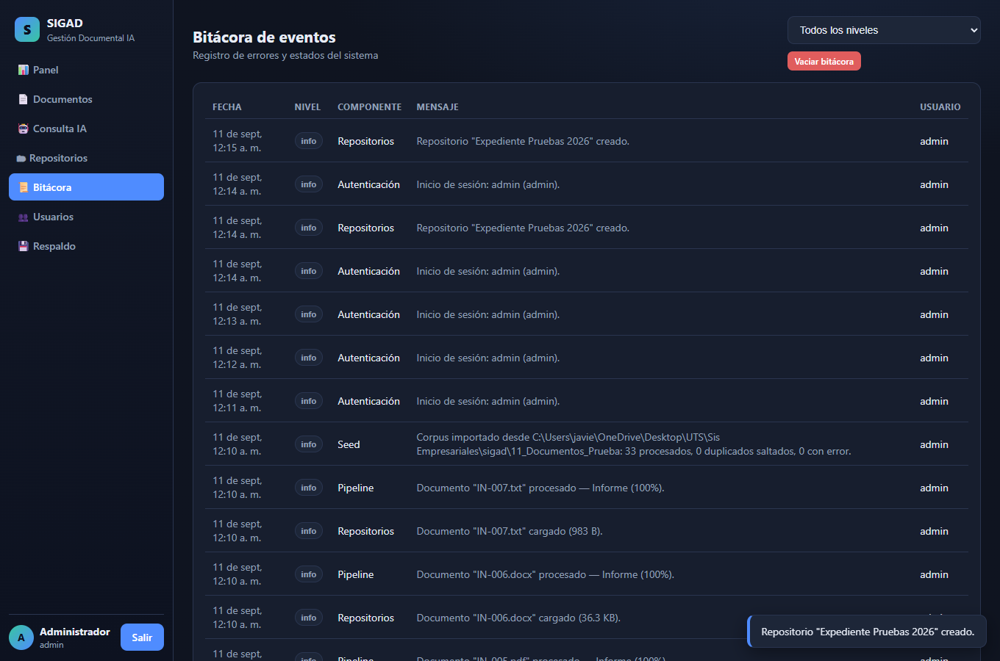 S
SIGAD
Gestión Documental IA
Panel
Documentos
Consulta IA
Repositorios
Bitácora
Usuarios
Respaldo
A
Administrador
admin
Salir
Bitácora de eventos
Registro de errores y estados del sistema
Todos los niveles
Vaciar bitácora
FECHA NIVEL COMPONENTE MENSAJE USUARIO
11 de sept,
12:15 a. m.
info Repositorios Repositorio "Expediente Pruebas 2026" creado. admin
11 de sept,
12:14 a. m.
info Autenticación Inicio de sesión: admin (admin). admin
11 de sept,
12:14 a. m.
info Repositorios Repositorio "Expediente Pruebas 2026" creado. admin
11 de sept,
12:14 a. m.
info Autenticación Inicio de sesión: admin (admin). admin
11 de sept,
12:13 a. m.
info Autenticación Inicio de sesión: admin (admin). admin
11 de sept,
12:12 a. m.
info Autenticación Inicio de sesión: admin (admin). admin
11 de sept,
12:11 a. m.
info Autenticación Inicio de sesión: admin (admin). admin
11 de sept,
12:10 a. m.
info Seed
Corpus importado desde C:\Users\javie\OneDrive\Desktop\UTS\Sis
Empresariales\sigad\11_Documentos_Prueba: 33 procesados, 0 duplicados saltados, 0 con error.
admin
11 de sept,
12:10 a. m.
info Pipeline Documento "IN-007.txt" procesado — Informe (100%). admin
11 de sept,
12:10 a. m.
info Repositorios Documento "IN-007.txt" cargado (983 B). admin
11 de sept,
12:10 a. m.
info Pipeline Documento "IN-006.docx" procesado — Informe (100%). admin
11 de sept,
12:10 a. m.
info Repositorios Documento "IN-006.docx" cargado (36.3 KB).
11 de sept,
info Pipeline Documento "IN-005.pdf" procesado — Informe (100%). admin
Repositorio "Expediente Pruebas 2026" creado.